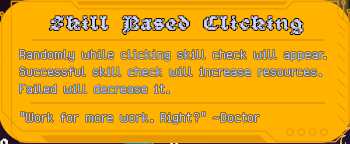 Skill Based Clicking
Randomly while clicking skill check will appear.
Successful skill check will increase resources.
Failed will decrease it.
"Work for more work. Right?" ~Doctor